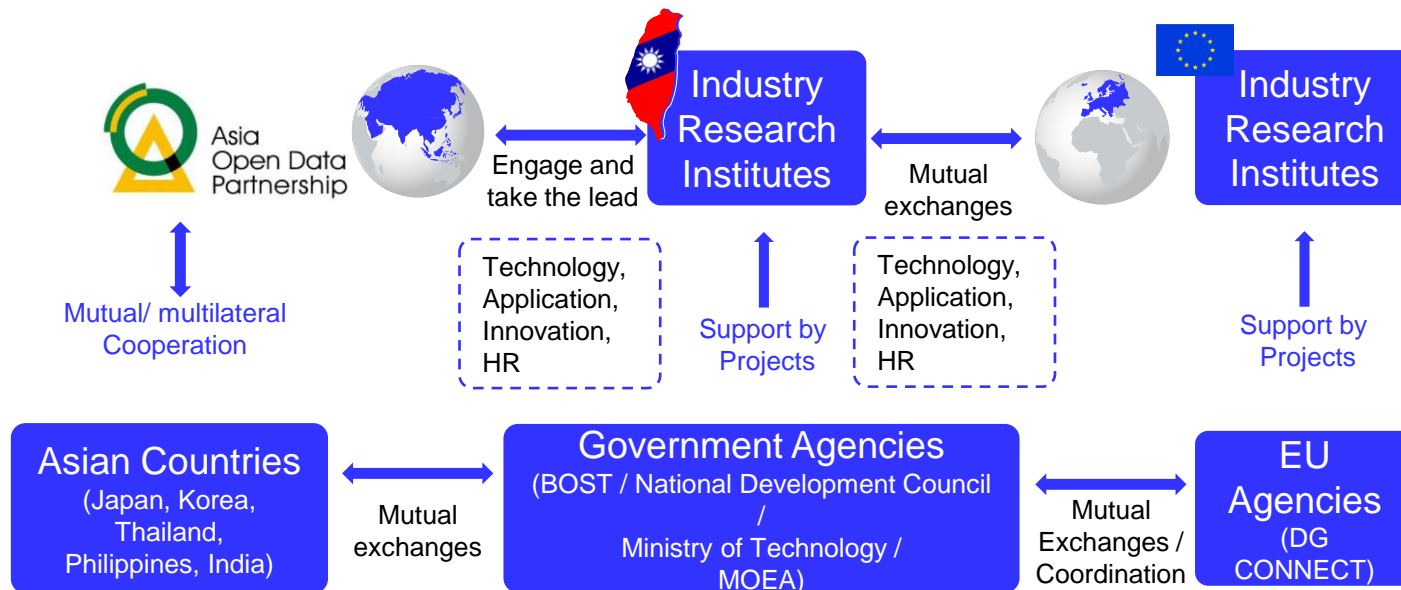 Asia
Open Data
Partnership
Engage and
take the lead
Industry
Research
Institutes
Mutual
exchanges
Industry
Research
Institutes
Mutual/ multilateral
Cooperation
Technology,
Application,
Innovation,
HR
Support by
Projects
Technology,
Application,
Innovation,
HR
Support by
Projects
Asian Countries
(Japan, Korea,
Thailand,
Philippines, India)
Mutual
exchanges
Government Agencies
(BOST / National Development Council
/
Ministry of Technology /
MOEA)
Mutual
Exchanges /
Coordination
EU
Agencies
(DG
CONNECT)